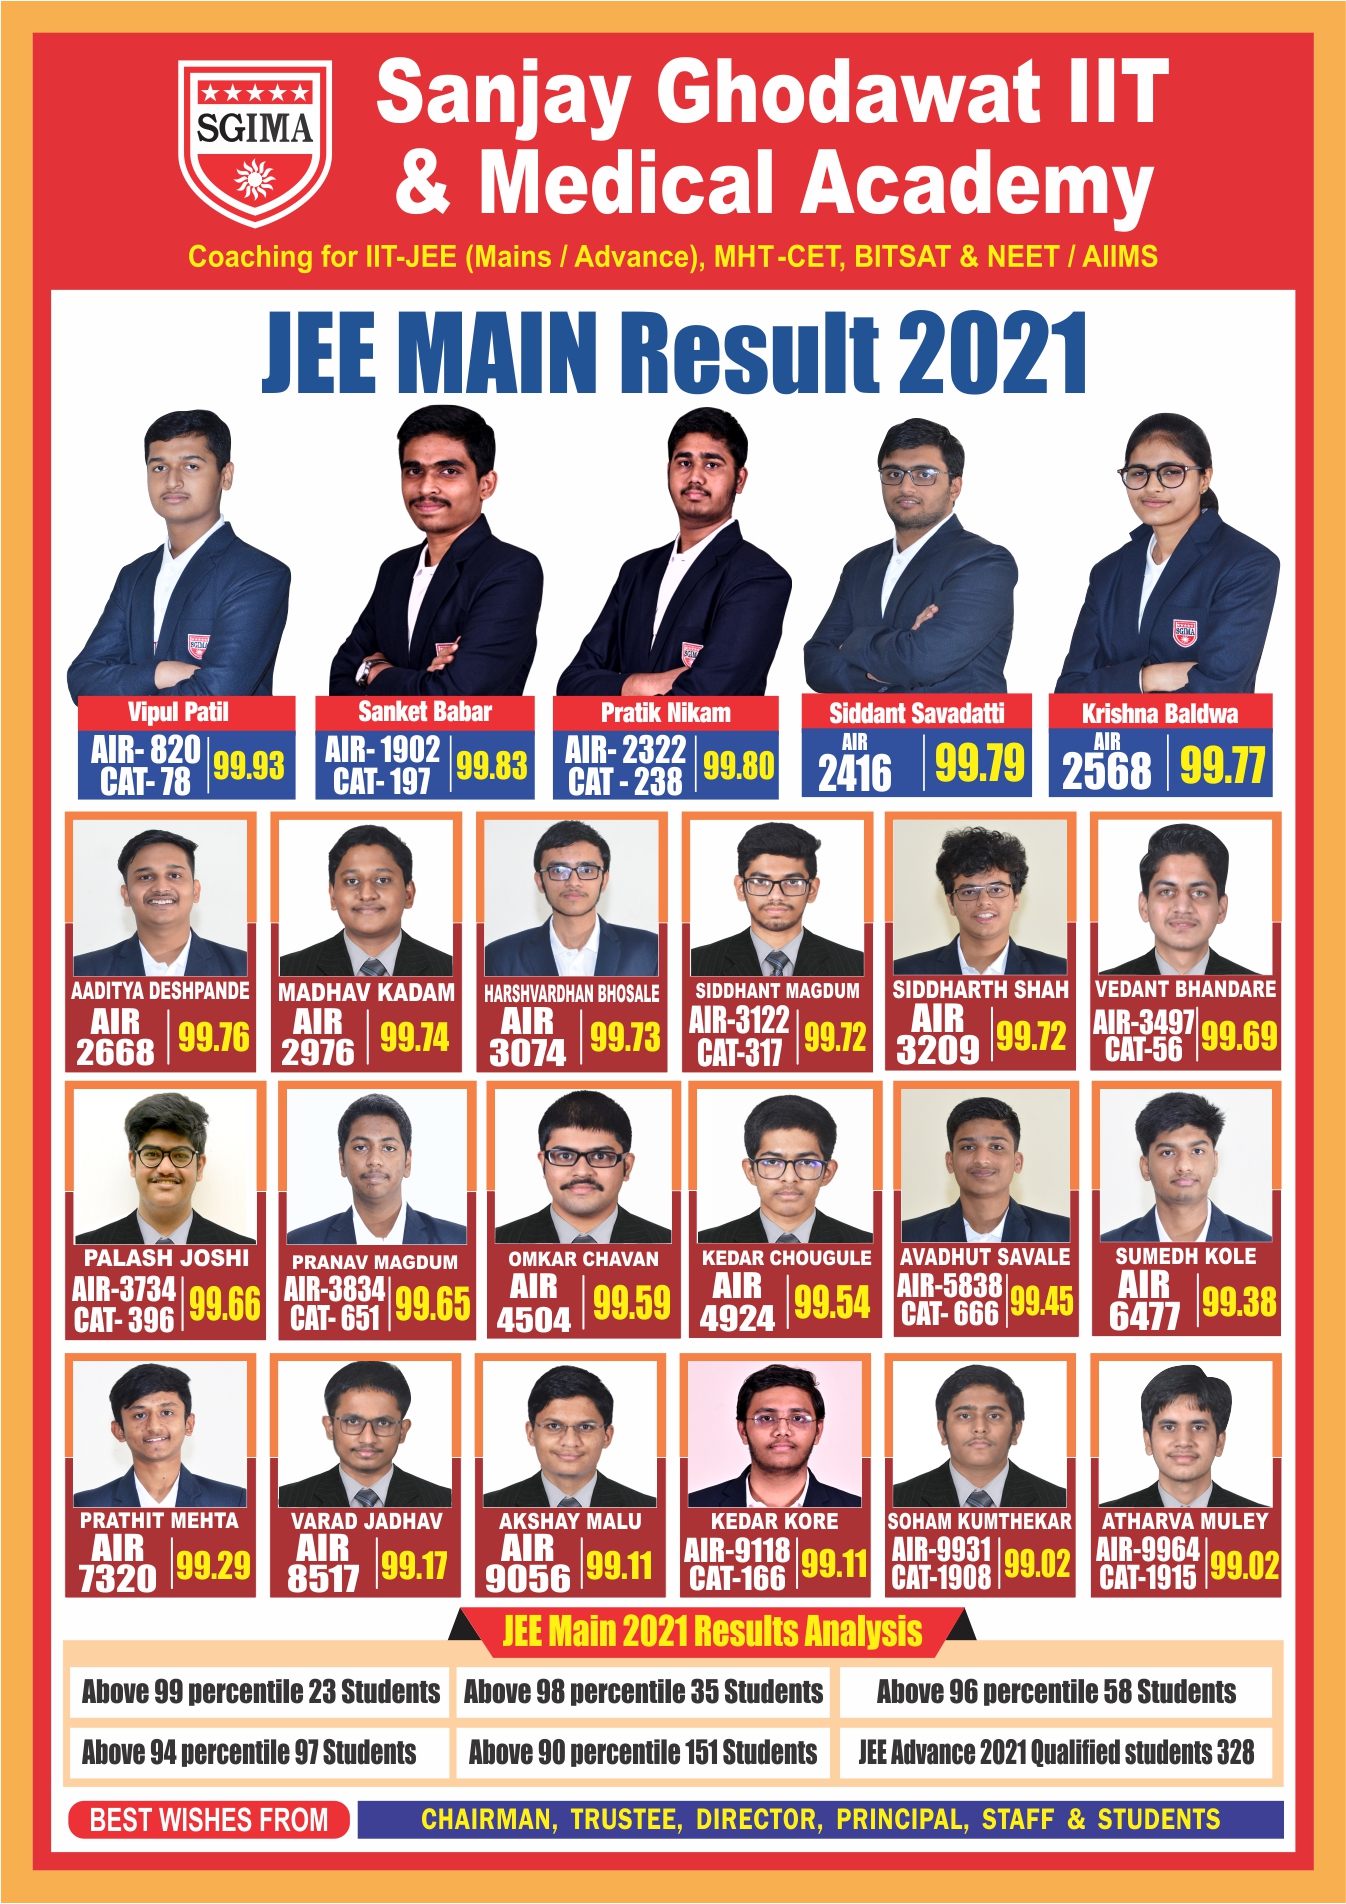 SGIMA
Sanjay Ghodawat IIT
& Medical Academy
Coaching for IIT-JEE (Mains / Advance), MHT-CET, BITSAT & NEET / AIIMS
JEE MAIN Result 2021
SGIMA
SGIMA
SGIMA
Vipul Patil
AIR- 820
CAT- 78
99.93
Sanket Babar
AIR- 1902
CAT- 197
99.83
Pratik Nikam
AIR- 2322
CAT - 238
99.80
Siddant Savadatti
AIR
2416
99.79
Krishna Baldwa
AIR
2568
99.77
AADITYA DESHPANDE
AIR
2668
99.76
MADHAV KADAM
AIR
2976
99.74
HARSHVARDHAN BHOSALE
AIR
3074
99.73
SIDDHANT MAGDUM
AIR-3122
CAT-317
99.72
SIDDHARTH SHAH
AIR
3209
99.72
VEDANT BHANDARE
AIR-3497
CAT-56
99.69
PALASH JOSHI
AIR-3734
CAT- 396
99.66
PRANAV MAGDUM
AIR-3834
CAT- 651
99.65
OMKAR CHAVAN
AIR
4504
99.59
KEDAR CHOUGULE
AIR
4924
99.54
AVADHUT SAVALE
AIR-5838
CAT- 666
99.45
SUMEDH KOLE
AIR
6477
99.38
PRATHIT MEHTA
AIR
7320
99.29
VARAD JADHAV
AIR
8517
99.17
AKSHAY MALU
AIR
9056
99.11
KEDAR KORE
AIR-9118
CAT-166
99.11
SOHAM KUMTHEKAR
AIR-9931
CAT-1908
99.02
ATHARVA MULEY
AIR-9964
CAT-1915
99.02
JEE Main 2021 Results Analysis
Above 99 percentile 23 Students
Above 98 percentile 35 Students
Above 96 percentile 58 Students
Above 94 percentile 97 Students
Above 90 percentile 151 Students
JEE Advance 2021 Qualified students 328
BEST WISHES FROM
CHAIRMAN, TRUSTEE, DIRECTOR, PRINCIPAL, STAFF & STUDENTS